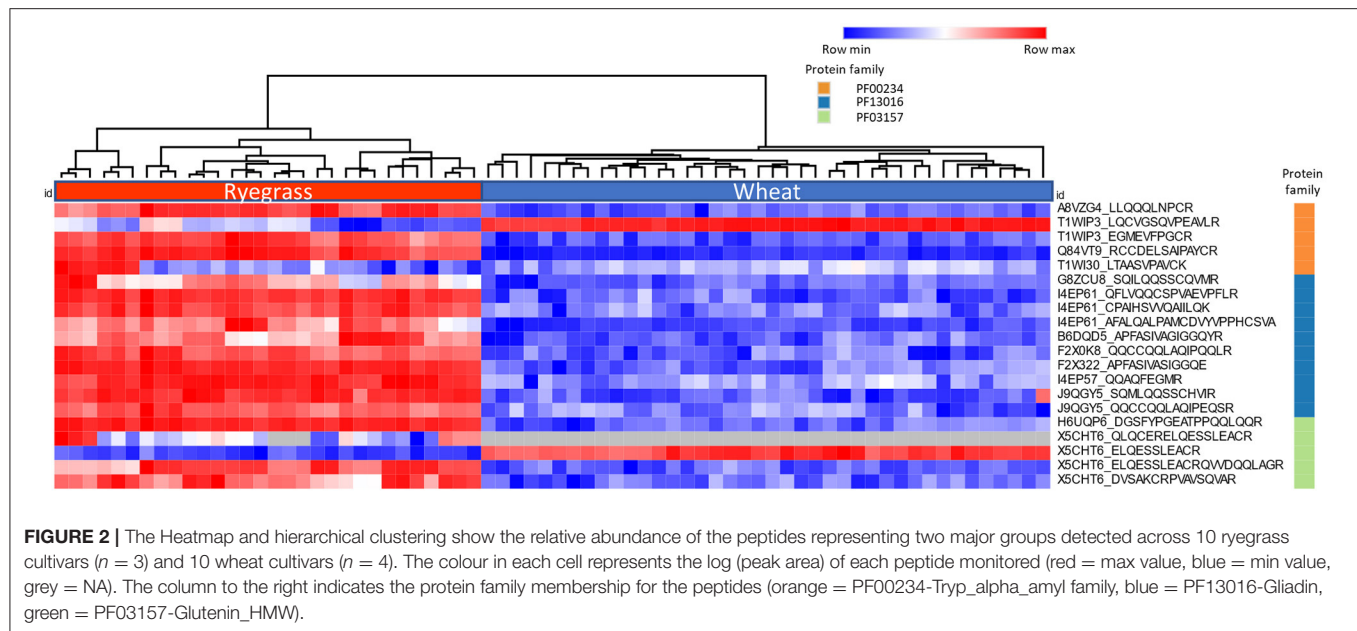 Row min Row max
Protein family
PF00234
PF13016
PF03157
id Ryegrass Wheat id
Protein
family
A8VZG4_LLQQQLNPCR
T1WIP3_LQCVGSQVPEAVLR
T1WIP3_EGMEVFPGCR
Q84VT9_RCCDELSAIPAYCR
T1WI30_LTAASVPAVCK
G8ZCU8_SQILQQSSCQVMR
I4EP61_QFLVQQCSPVAEVPFLR
I4EP61_CPAIHSVVQAIILQK
I4EP61_AFALQALPAMCDVYVPPHCSVA
B6DQD5_APFASIVAGIGGQYR
F2X0K8_QQCCQQLAQIPQQLR
F2X322_APFASIVASIGGQE
I4EP57_QQAQFEGMR
J9QGY5_SQMLQQSSCHVIR
J9QGY5_QQCCQQLAQIPEQSR
H6UQP6_DGSFYPGEATPPQQLQQR
X5CHT6_QLQCERELQESSLEACR
X5CHT6_ELQESSLEACR
X5CHT6_ELQESSLEACRQVVDQQLAGR
X5CHT6_DVSAKCRPVAVSQVAR
FIGURE 2 | The Heatmap and hierarchical clustering show the relative abundance of the peptides representing two major groups detected across 10 ryegrass
cultivars (n = 3) and 10 wheat cultivars (n = 4). The colour in each cell represents the log (peak area) of each peptide monitored (red = max value, blue = min value,
grey = NA). The column to the right indicates the protein family membership for the peptides (orange = PF00234-Tryp_alpha_amyl family, blue = PF13016-Gliadin,
green = PF03157-Glutenin_HMW).